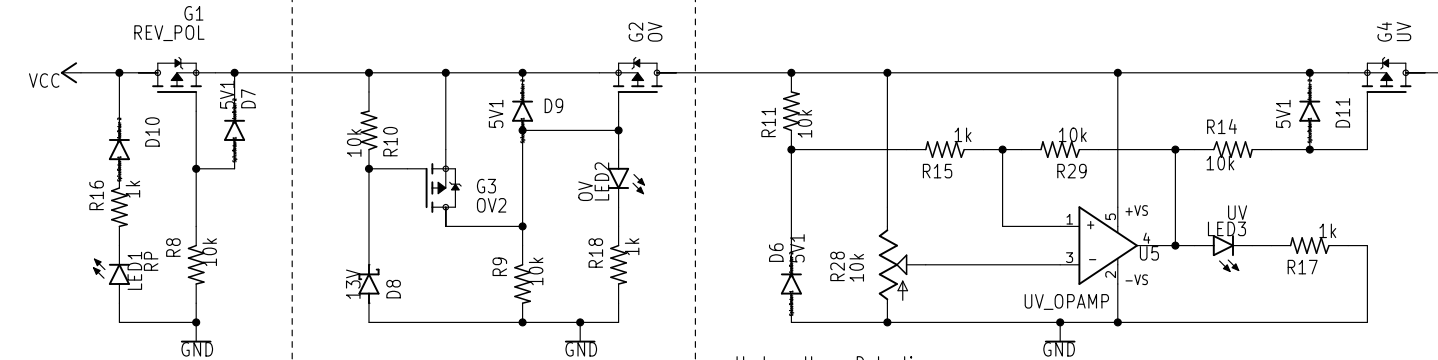 G1
REV_POL
VCC
5V1
D7
D10
R16
1k
LED1
RP
R8
10k
GND
G2
OV
10k
R10
5V1
D9
G3
OV2
OV
LED2
13V
D8
R9
10k
R18
1k
GND
G4
UV
R11
10k
1k
R15
10k
R29
R14
10k
5V1
D11
D6
5V1
R28
10k
1
+
3
-
5
+VS
4
U5
2
-VS
UV_OPAMP
UV
LED3
1k
R17
GND